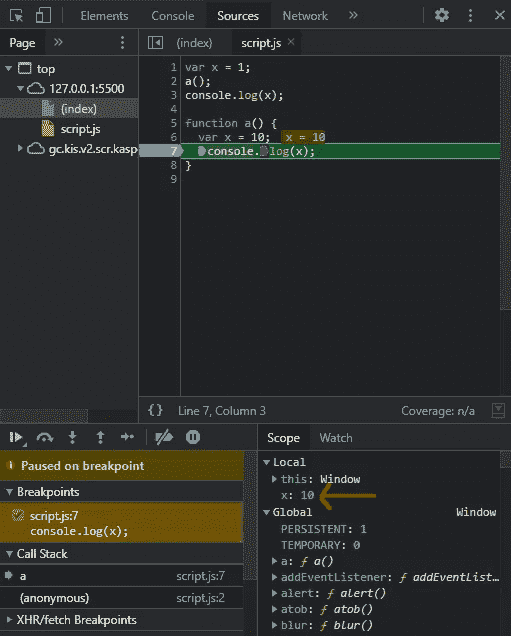 Elements Console Sources Network »
Page » (index) script.js ×
top
127.0.0.1:5500
(index)
script.js
gc.kis.v2.scr.kasp
1 var x = 1;
2 a();
3 console.log(x);
4
5 function a() {
6 var x = 10; x = 10
7 console.log(x);
8 }
9
{} Line 7, Column 3 Coverage: n/a
Paused on breakpoint
Breakpoints
script.js:7
console.log(x);
Call Stack
a script.js:7
(anonymous) script.js:2
XHR/fetch Breakpoints
Scope Watch
Local
this: Window
x: 10
Global Window
PERSISTENT: 1
TEMPORARY: 0
a: ƒ a()
addEventListener: ƒ addEventList...
alert: ƒ alert()
atob: ƒ atob()
blur: ƒ blur()